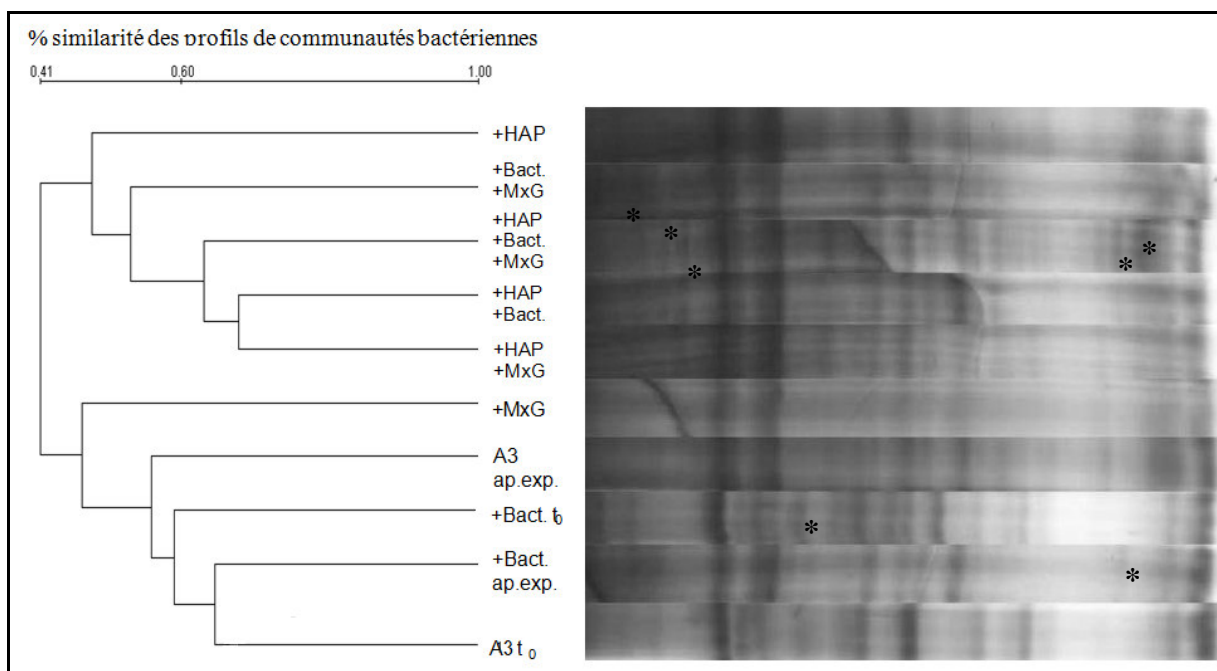 % similarité des profils de communautés bactériennes
0.41 0.60 1.00
+HAP
+Bact.
+MxG
+HAP
+Bact.
+MxG
+HAP
+Bact.
+HAP
+MxG
+MxG
A3
ap.exp.
+Bact. t0
+Bact.
ap.exp.
A3 t0
* * * * * * *